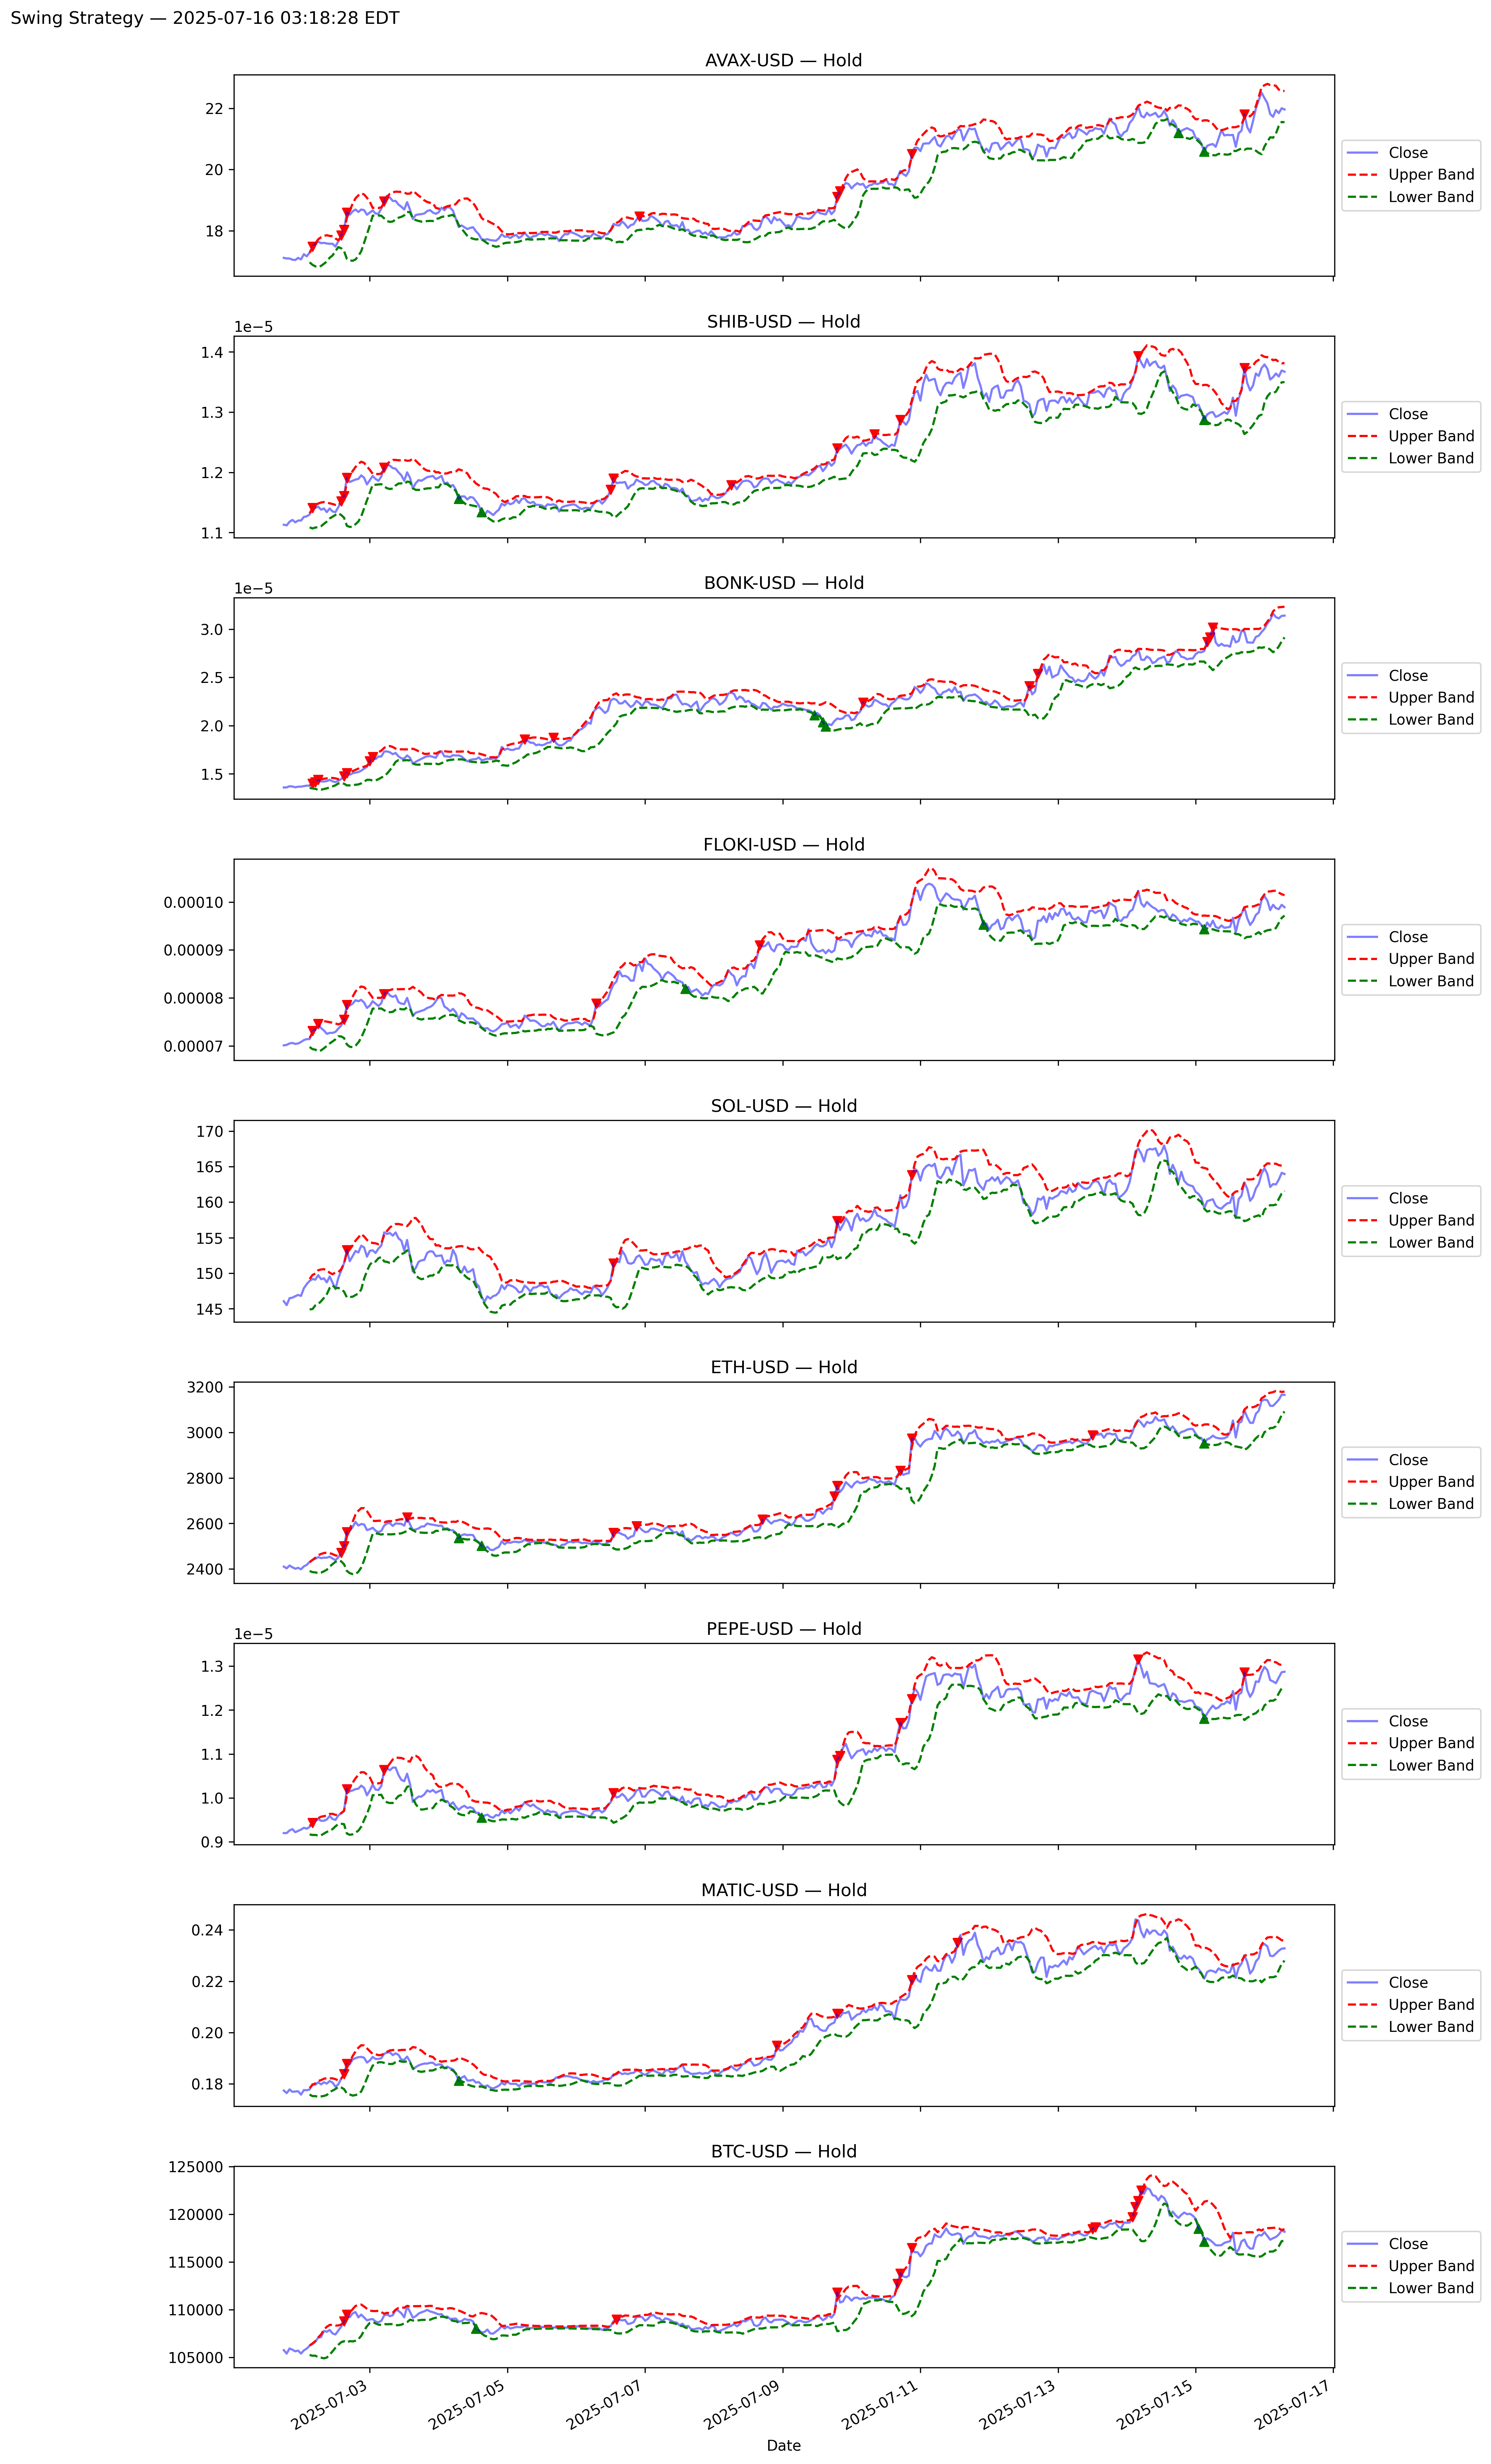 Swing Strategy — 2025-07-16 03:18:28 EDT
AVAX-USD — Hold
22
20
18
Close
Upper Band
Lower Band
SHIB-USD — Hold
1e−5
1.4
1.3
1.2
1.1
Close
Upper Band
Lower Band
BONK-USD — Hold
1e−5
3.0
2.5
2.0
1.5
Close
Upper Band
Lower Band
FLOKI-USD — Hold
0.00010
0.00009
0.00008
0.00007
Close
Upper Band
Lower Band
SOL-USD — Hold
170
165
160
155
150
145
Close
Upper Band
Lower Band
ETH-USD — Hold
3200
3000
2800
2600
2400
Close
Upper Band
Lower Band
PEPE-USD — Hold
1e−5
1.3
1.2
1.1
1.0
0.9
Close
Upper Band
Lower Band
MATIC-USD — Hold
0.24
0.22
0.20
0.18
Close
Upper Band
Lower Band
BTC-USD — Hold
125000
120000
115000
110000
105000
Close
Upper Band
Lower Band
2025-07-03
2025-07-05
2025-07-07
2025-07-09
2025-07-11
2025-07-13
2025-07-15
2025-07-17
Date